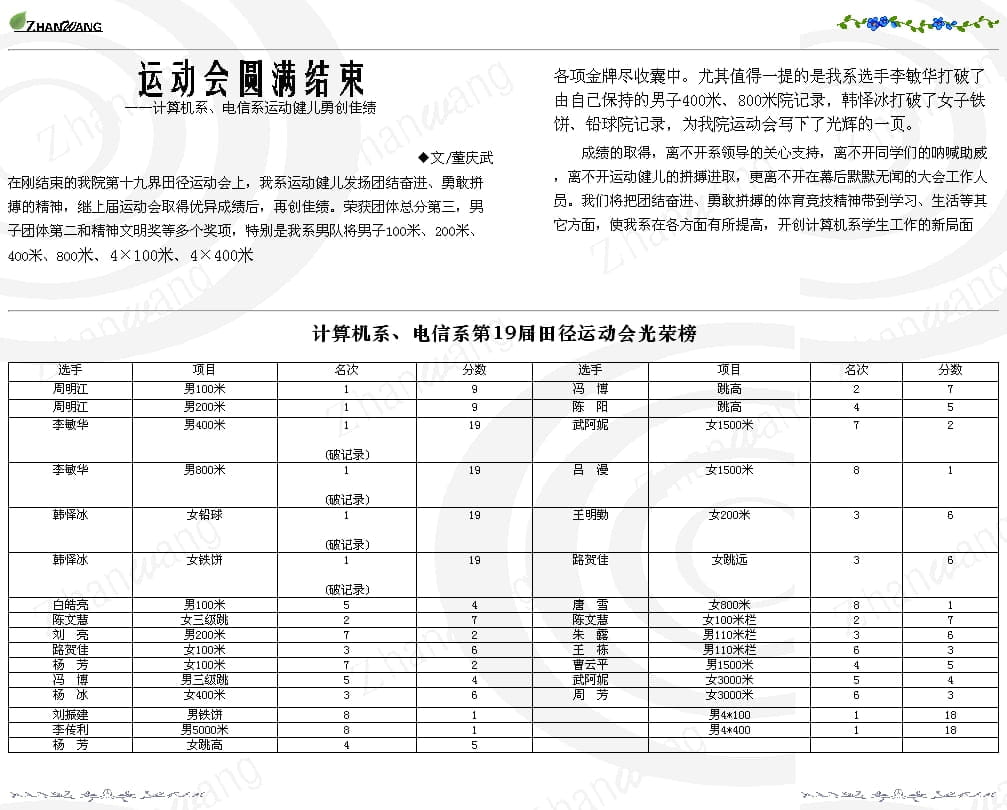 ZHANWANG
运动会圆满结束
——计算机系、电信系运动健儿勇创佳绩
◆文/董庆武
在刚结束的我院第十九界田径运动会上，我系运动健儿发扬团结奋进、勇敢拼
搏的精神，继上届运动会取得优异成绩后，再创佳绩。荣获团体总分第三，男
子团体第二和精神文明奖等多个奖项，特别是我系男队将男子100米、200米、
400米、800米、4×100米、4×400米
各项金牌尽收囊中。尤其值得一提的是我系选手李敏华打破了
由自己保持的男子400米、800米院记录，韩怿冰打破了女子铁
饼、铅球院记录，为我院运动会写下了光辉的一页。
成绩的取得，离不开系领导的关心支持，离不开同学们的呐喊助威
，离不开运动健儿的拼搏进取，更离不开在幕后默默无闻的大会工作人
员。我们将把团结奋进、勇敢拼搏的体育竞技精神带到学习、生活等其
它方面，使我系在各方面有所提高，开创计算机系学生工作的新局面
计算机系、电信系第19届田径运动会光荣榜
选手 项目 名次 分数 选手 项目 名次 分数
周明江 男100米 1 9 冯 博 跳高 2 7
周明江 男200米 1 9 陈 阳 跳高 4 5
李敏华 男400米 1 19 武阿妮 女1500米 7 2
(破记录)
李敏华 男800米 1 19 吕 漫 女1500米 8 1
(破记录)
韩怿冰 女铅球 1 19 王明勤 女200米 3 6
(破记录)
韩怿冰 女铁饼 1 19 路贺佳 女跳远 3 6
(破记录)
白皓亮 男100米 5 4 唐 雪 女800米 8 1
陈文慧 女三级跳 2 7 陈文慧 女100米栏 2 7
刘 亮 男200米 7 2 朱 露 男110米栏 3 6
路贺佳 女100米 3 6 王 栋 男110米栏 6 3
杨 芳 女100米 7 2 曹云平 男1500米 4 5
冯 博 男三级跳 5 4 武阿妮 女3000米 5 4
杨 冰 女400米 3 6 周 芳 女3000米 6 3
刘振建 男铁饼 8 1 男4*100 1 18
李传利 男5000米 8 1 男4*400 1 18
杨 芳 女跳高 4 5